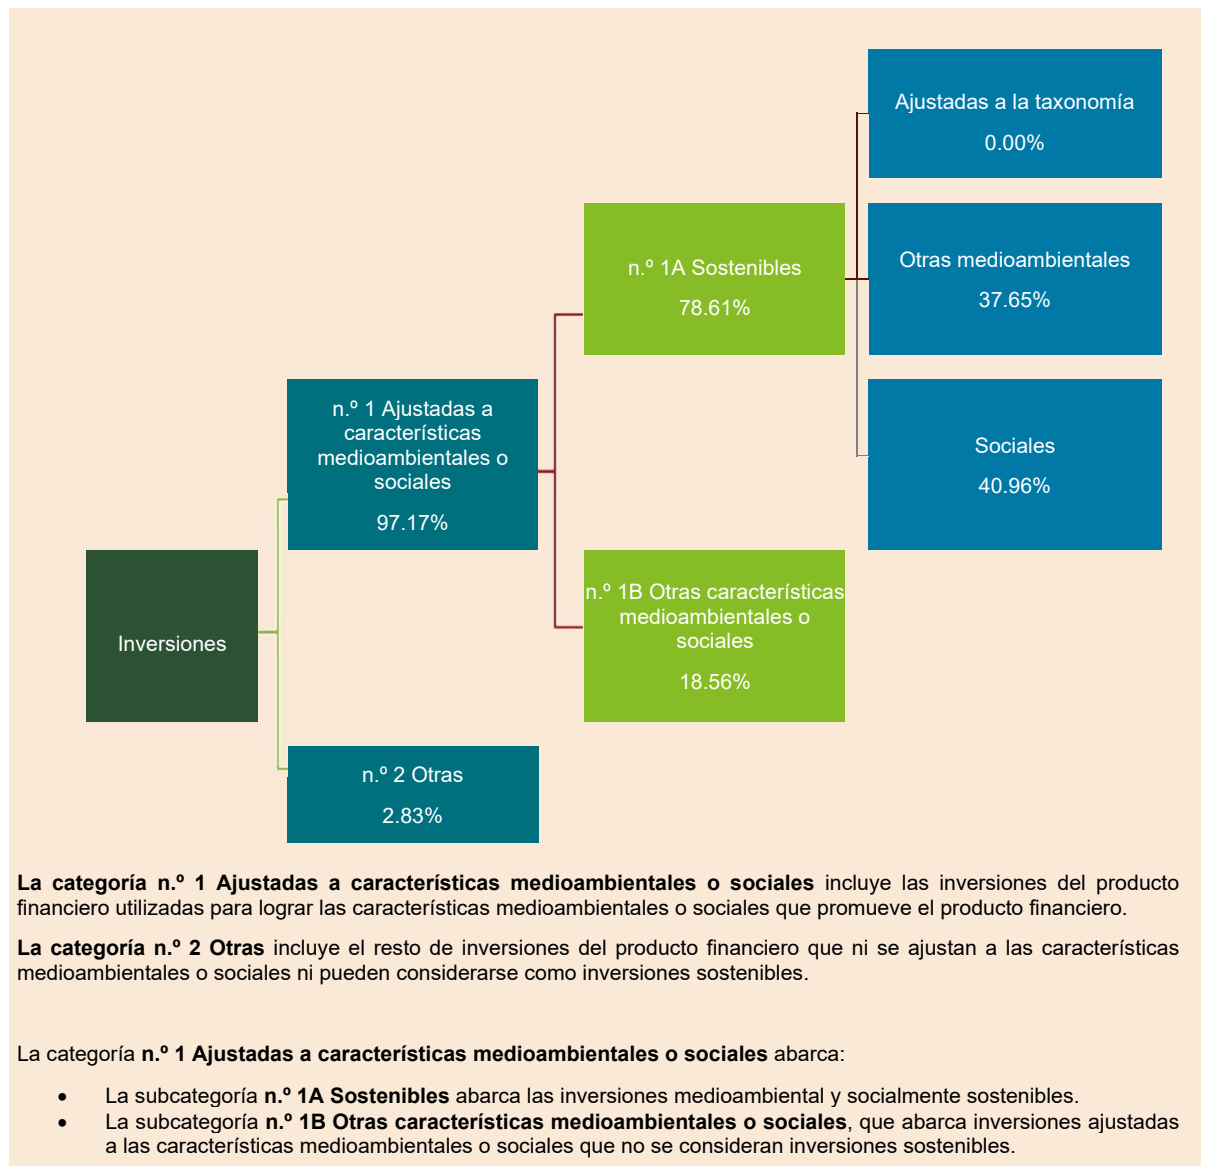 Ajustadas a la taxonomía
0.00%
n.º 1A Sostenibles
78.61%
Otras medioambientales
37.65%
n.º 1 Ajustadas a
características
medioambientales o
sociales
97.17%
Sociales
40.96%
Inversiones
n.º 1B Otras características
medioambientales o
sociales
18.56%
n.º 2 Otras
2.83%
La categoría n.º 1 Ajustadas a características medioambientales o sociales incluye las inversiones del producto
financiero utilizadas para lograr las características medioambientales o sociales que promueve el producto financiero.
La categoría n.º 2 Otras incluye el resto de inversiones del producto financiero que ni se ajustan a las características
medioambientales o sociales ni pueden considerarse como inversiones sostenibles.
La categoría n.º 1 Ajustadas a características medioambientales o sociales abarca:
• La subcategoría n.º 1A Sostenibles abarca las inversiones medioambiental y socialmente sostenibles.
• La subcategoría n.º 1B Otras características medioambientales o sociales, que abarca inversiones ajustadas
a las características medioambientales o sociales que no se consideran inversiones sostenibles.